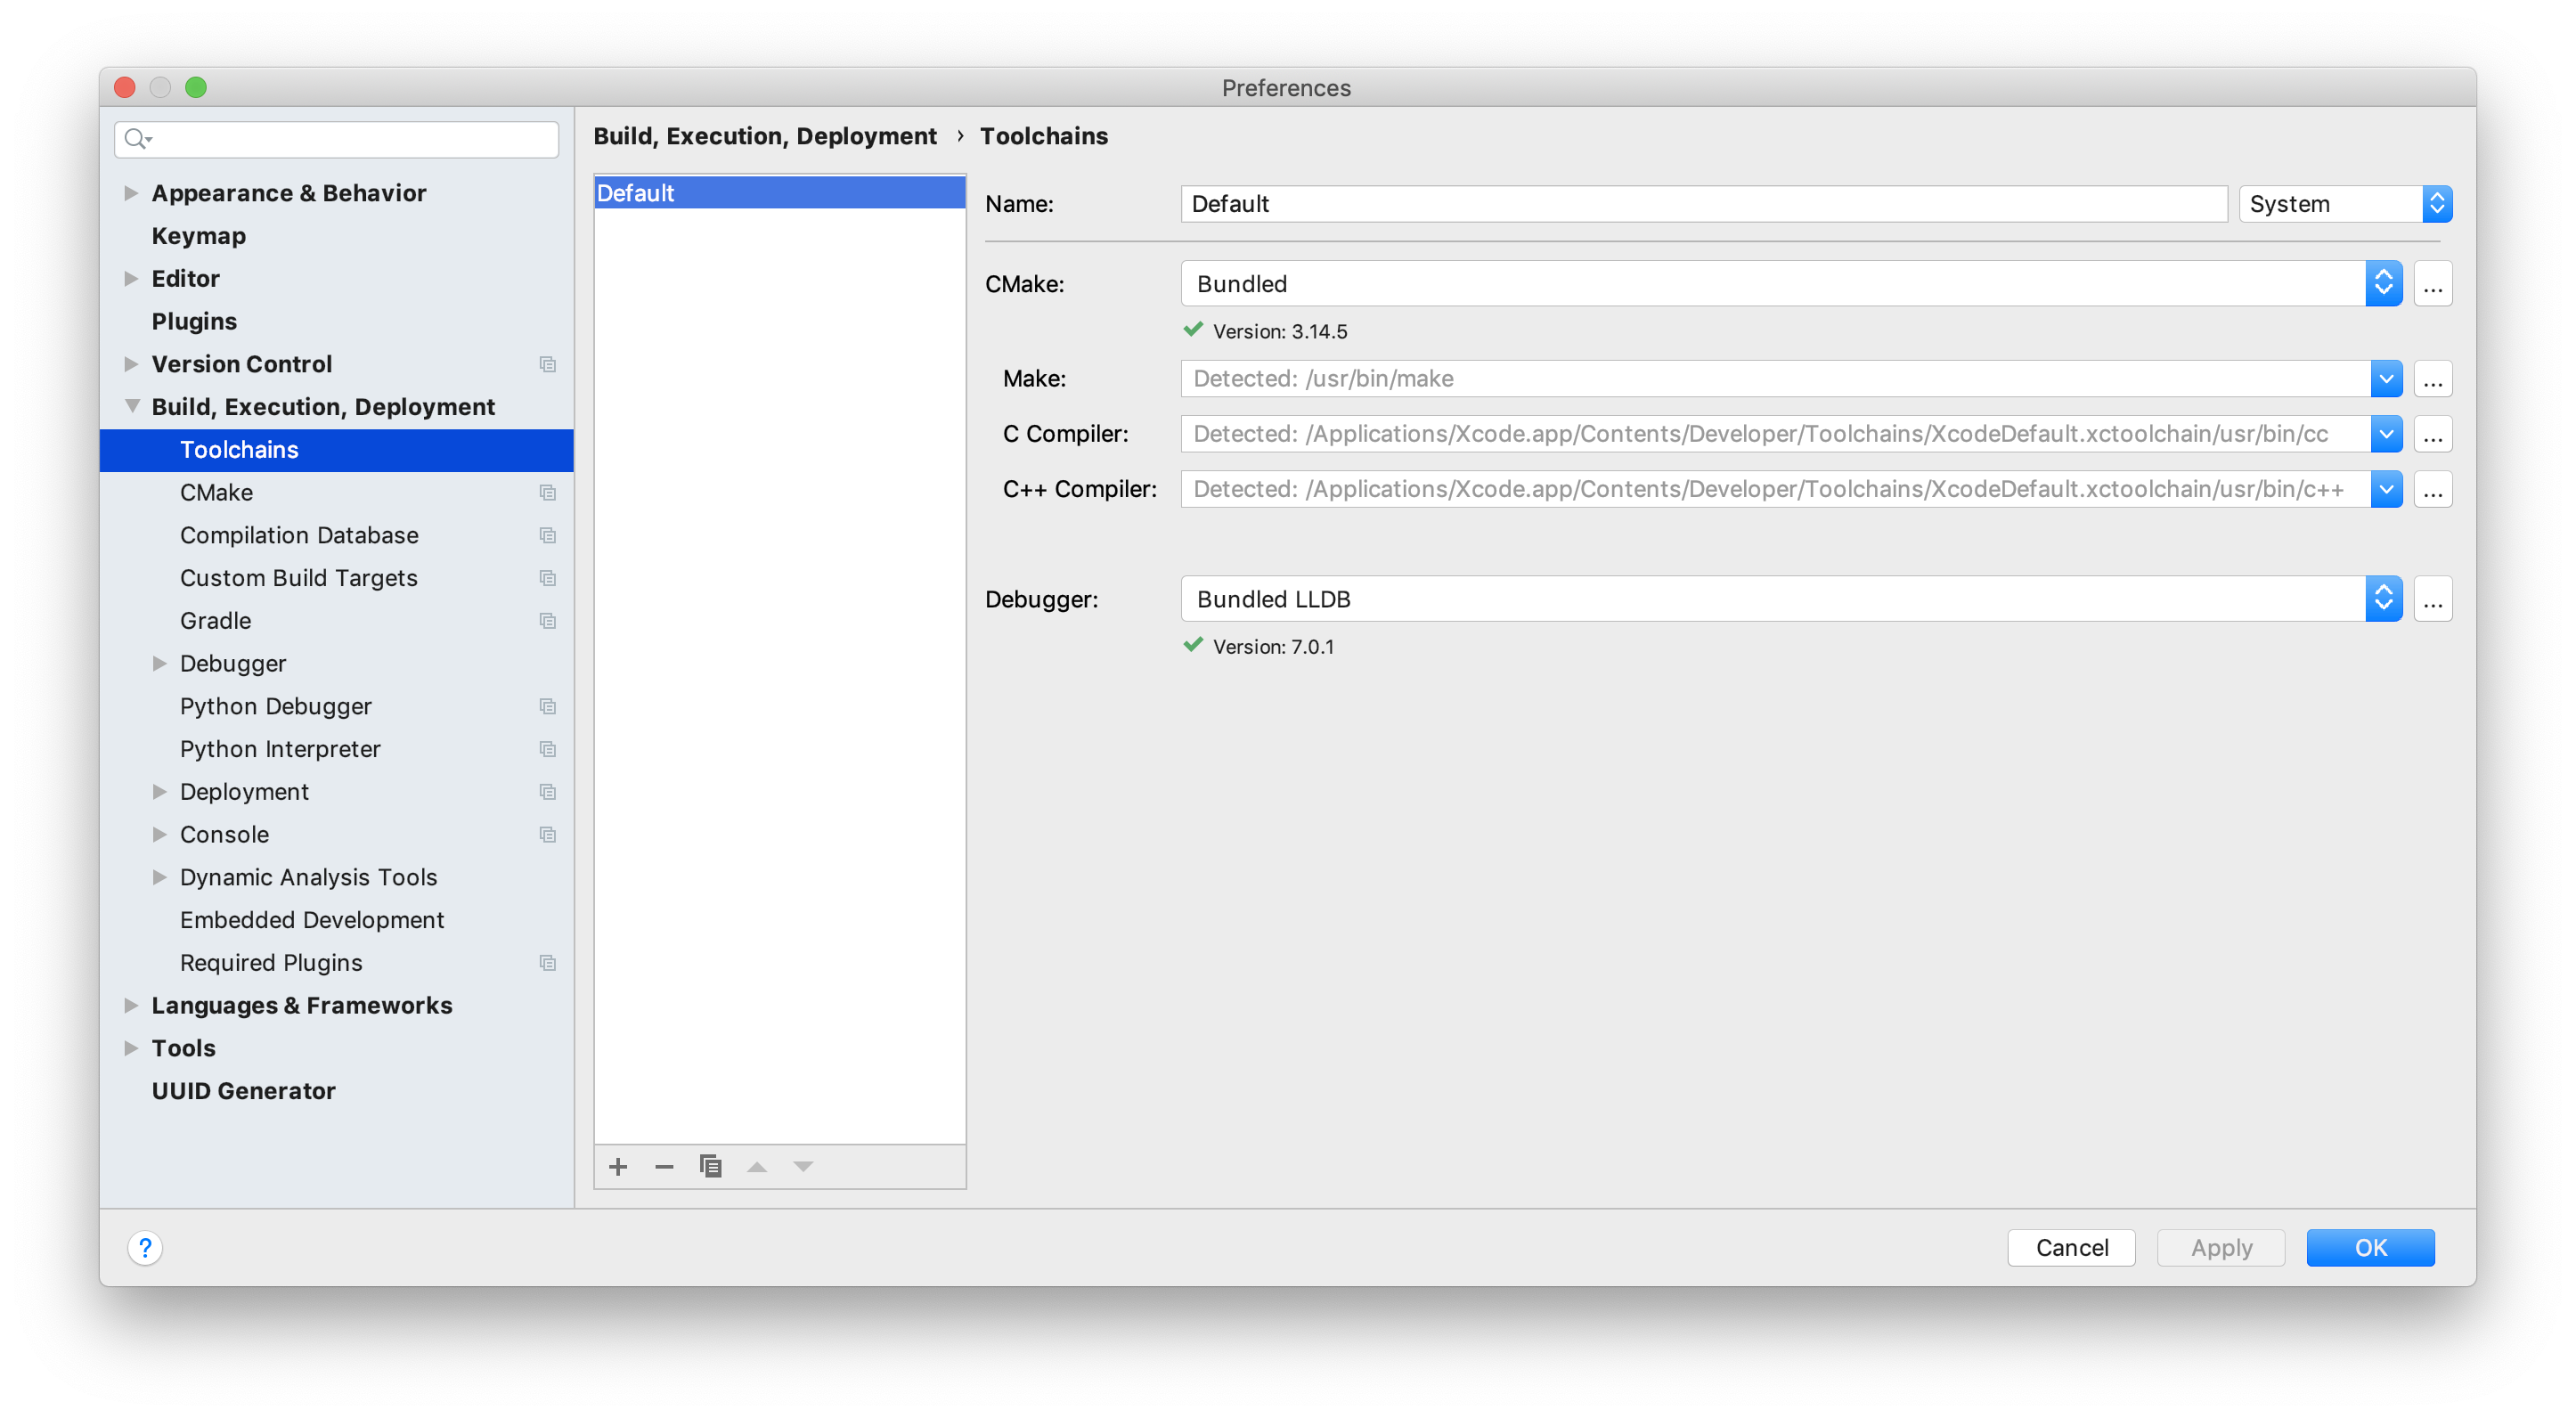 Preferences
Appearance & Behavior
Keymap
Editor
Plugins
Version Control
Build, Execution, Deployment
Toolchains
CMake
Compilation Database
Custom Build Targets
Gradle
Debugger
Python Debugger
Python Interpreter
Deployment
Console
Dynamic Analysis Tools
Embedded Development
Required Plugins
Languages & Frameworks
Tools
UUID Generator
Build, Execution, Deployment › Toolchains
Default
Name: Default System
CMake: Bundled ...
Version: 3.14.5
Make: Detected: /usr/bin/make ...
C Compiler: Detected: /Applications/Xcode.app/Contents/Developer/Toolchains/XcodeDefault.xctoolchain/usr/bin/cc ...
C++ Compiler: Detected: /Applications/Xcode.app/Contents/Developer/Toolchains/XcodeDefault.xctoolchain/usr/bin/c++ ...
Debugger: Bundled LLDB ...
Version: 7.0.1
? Cancel Apply OK